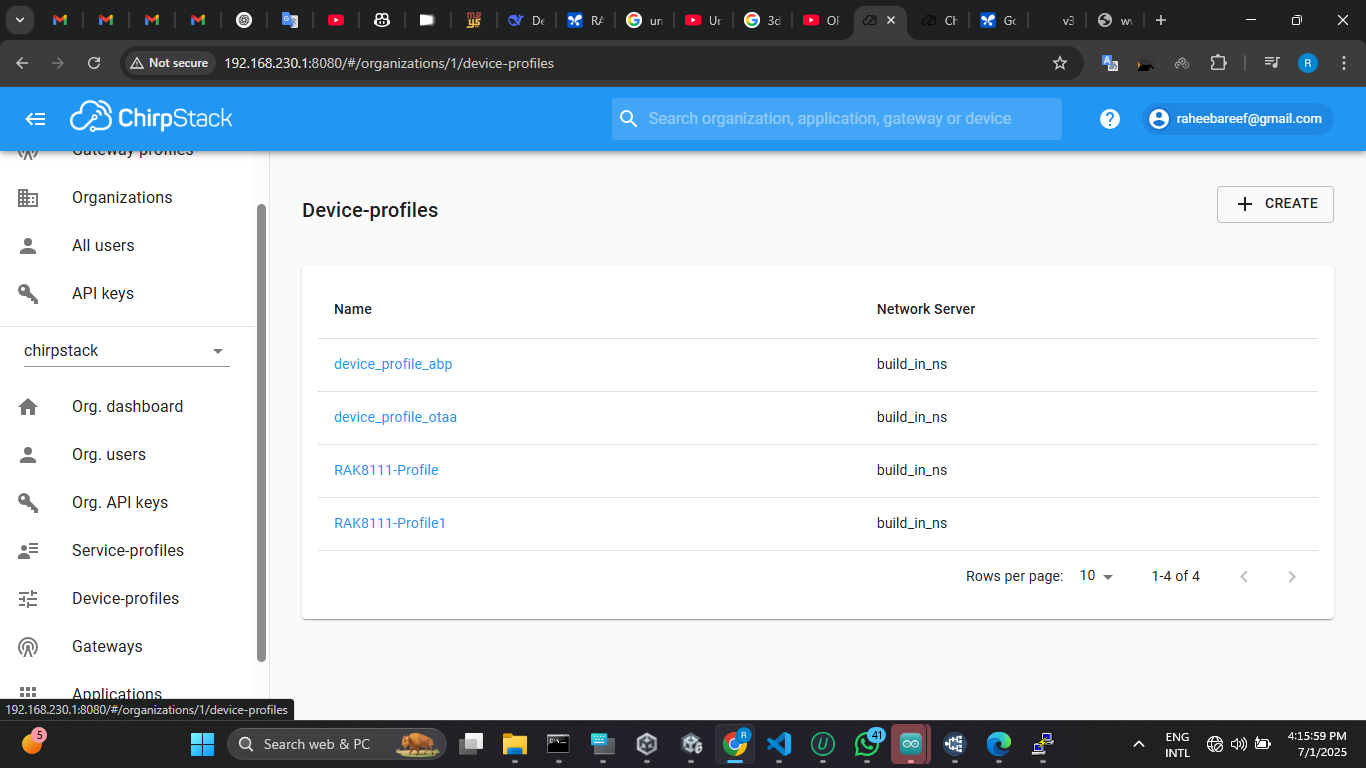 De
RA
un
Ur
3d
Of
Ch
Go
v3
Not secure
192.168.230.1:8080/#/organizations/1/device-profiles
R
ChirpStack
Search organization, application, gateway or device
raheebareef@gmail.com
Gateway profiles
Organizations
All users
API keys
chirpstack
Org. dashboard
Org. users
Org. API keys
Service-profiles
Device-profiles
Gateways
Applications
Device-profiles
CREATE
Name
Network Server
device_profile_abp
build_in_ns
device_profile_otaa
build_in_ns
RAK8111-Profile
build_in_ns
RAK8111-Profile1
build_in_ns
Rows per page:
10
1-4 of 4
192.168.230.1:8080/#/organizations/1/device-profiles
5
Search web & PC
R
41
ENG
INTL
4:15:59 PM
7/1/2025